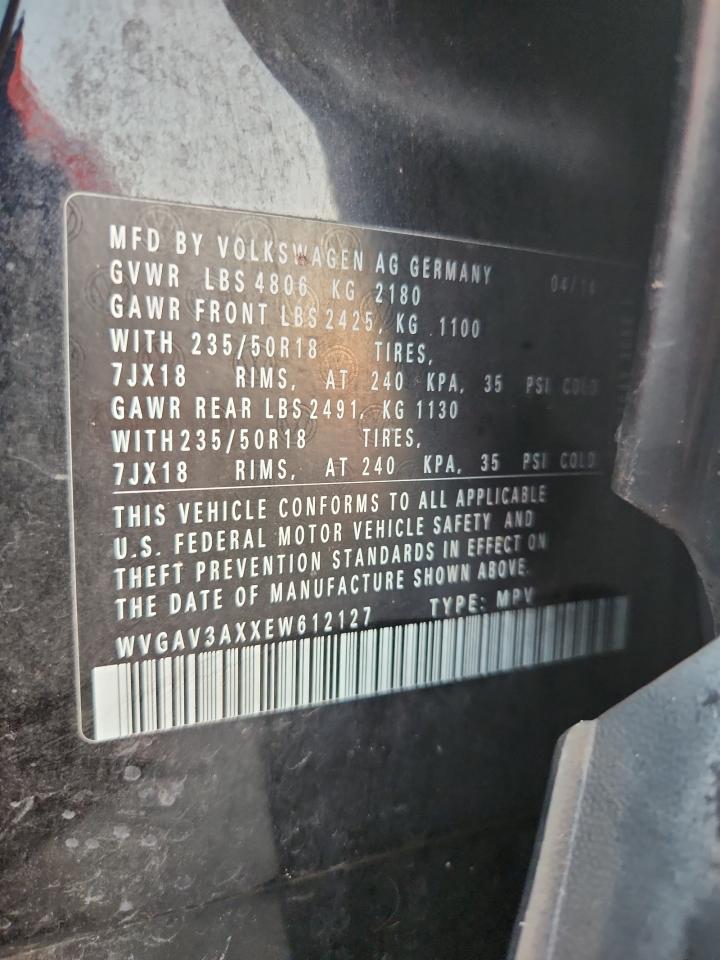 MFD BY VOLKSWAGEN AG GERMANY
GVWR LBS 4806, KG 2180
GAWR FRONT LBS 2425, KG 1100
WITH 235/50R18 TIRES,
7JX18 RIMS, AT 240 KPA, 35 PSI COLD
GAWR REAR LBS 2491, KG 1130
WITH 235/50R18 TIRES,
7JX18 RIMS, AT 240 KPA, 35 PSI COLD
THIS VEHICLE CONFORMS TO ALL APPLICABLE
U.S. FEDERAL MOTOR VEHICLE SAFETY AND
THEFT PREVENTION STANDARDS IN EFFECT ON
THE DATE OF MANUFACTURE SHOWN ABOVE.
WVGAV3AXXEW612127 TYPE: MPV